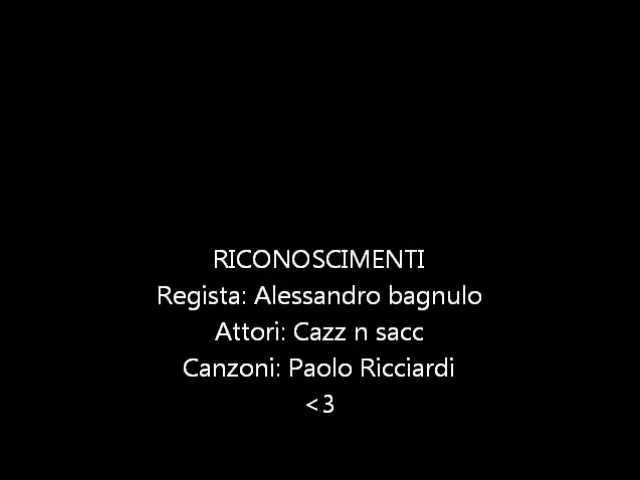 RICONOSCIMENTI
Regista: Alessandro bagnulo
Attori: Cazz n sacc
Canzoni: Paolo Ricciardi
<3